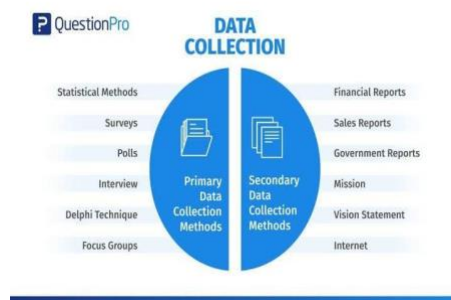 QuestionPro
DATA
COLLECTION
Statistical Methods
Surveys
Polls
Interview
Delphi Technique
Focus Groups
Primary
Data
Collection
Methods
Secondary
Data
Collection
Methods
Financial Reports
Sales Reports
Government Reports
Mission
Vision Statement
Internet